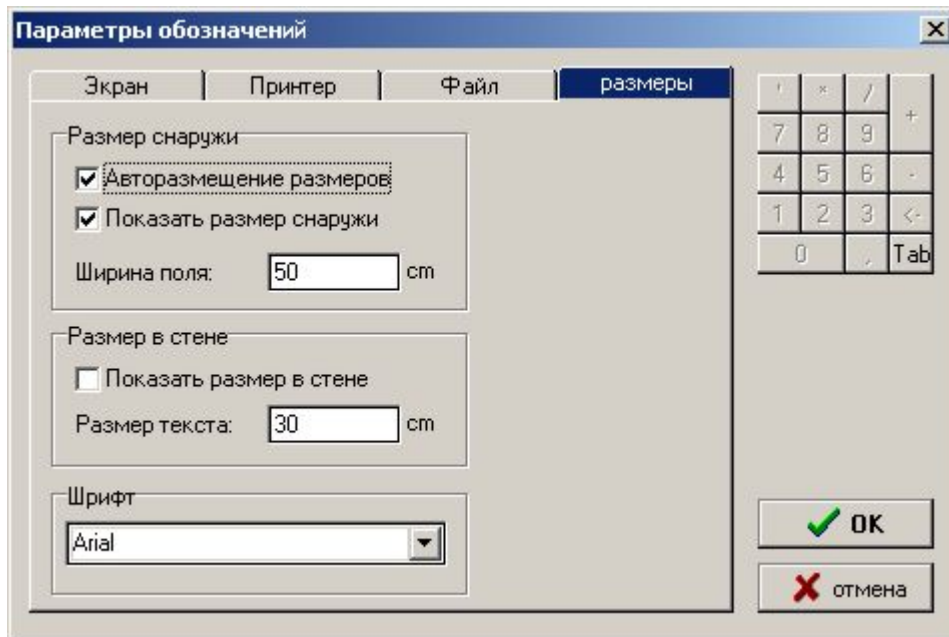 Параметры обозначений
Экран Принтер Файл размеры
Размер снаружи
Авторазмещение размеров
Показать размер снаружи
Ширина поля: 50 cm
Размер в стене
Показать размер в стене
Размер текста: 30 cm
Шрифт
Arial
' * / +
7 8 9
4 5 6 -
1 2 3 <-
0 , Tab
OK
отмена